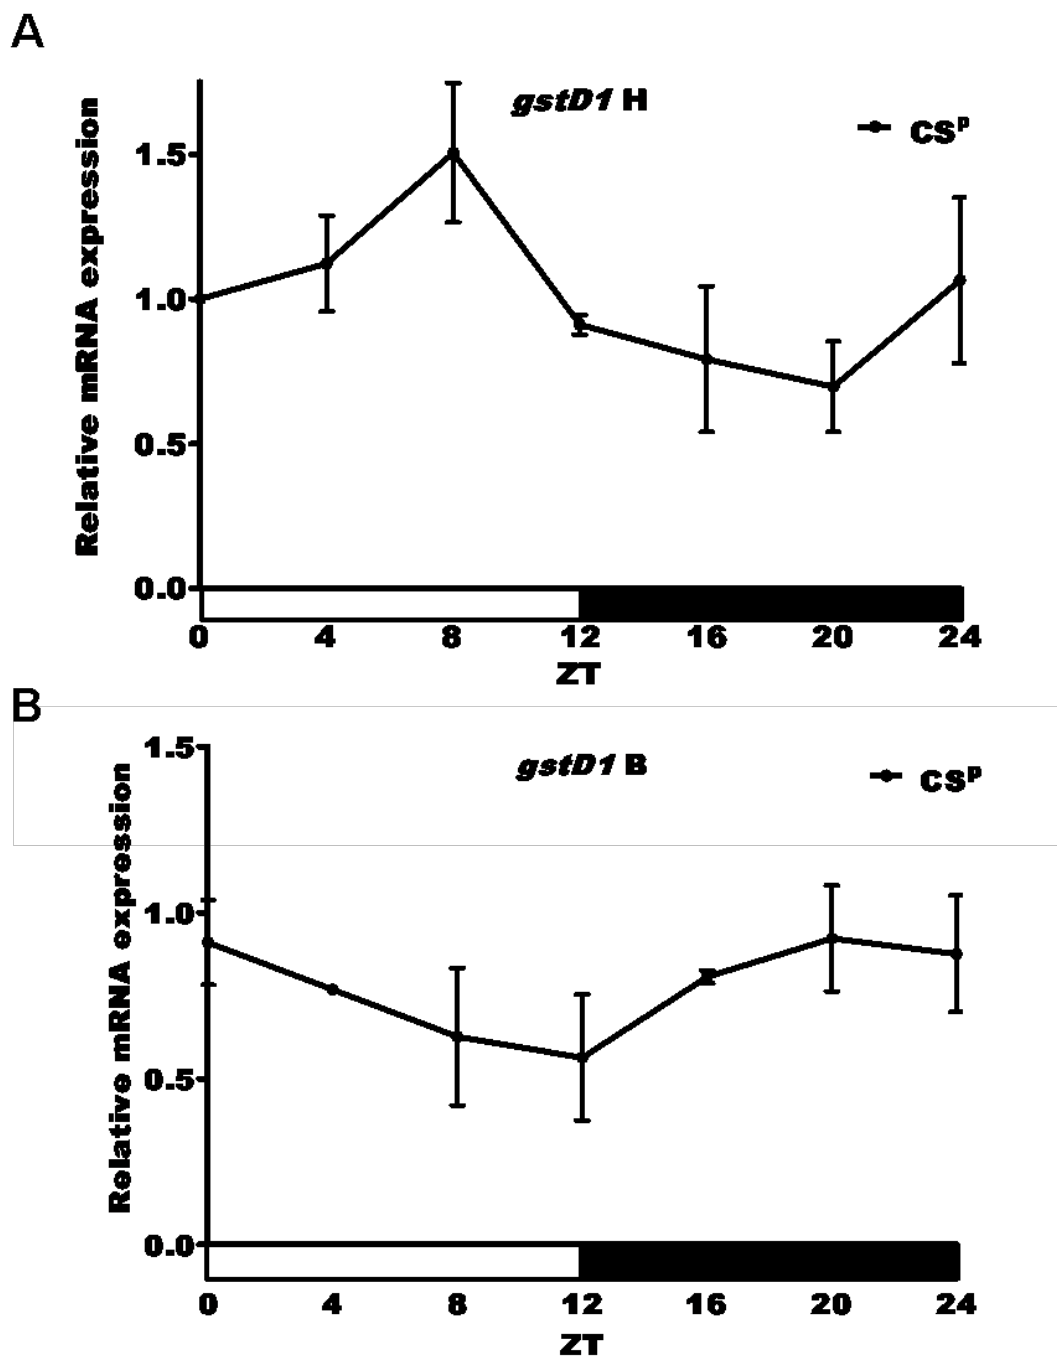 A
gstD1 H
CSᵖ
Relative mRNA expression
1.5
1.0
0.5
0.0
0 4 8 12 16 20 24
ZT
B
gstD1 B
CSᵖ
Relative mRNA expression
1.5
1.0
0.5
0.0
0 4 8 12 16 20 24
ZT